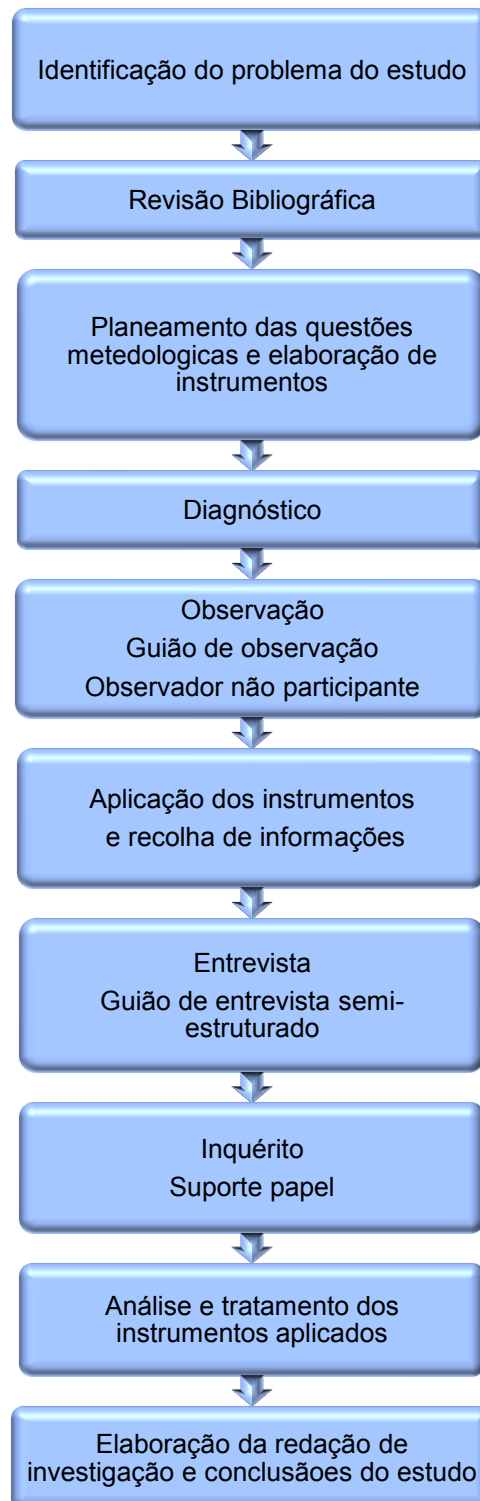 Identificação do problema do estudo
Revisão Bibliográfica
Planeamento das questões
metedologicas e elaboração de
instrumentos
Diagnóstico
Observação
Guião de observação
Observador não participante
Aplicação dos instrumentos
e recolha de informações
Entrevista
Guião de entrevista semi-
estruturado
Inquérito
Suporte papel
Análise e tratamento dos
instrumentos aplicados
Elaboração da redação de
investigação e conclusãoes do estudo